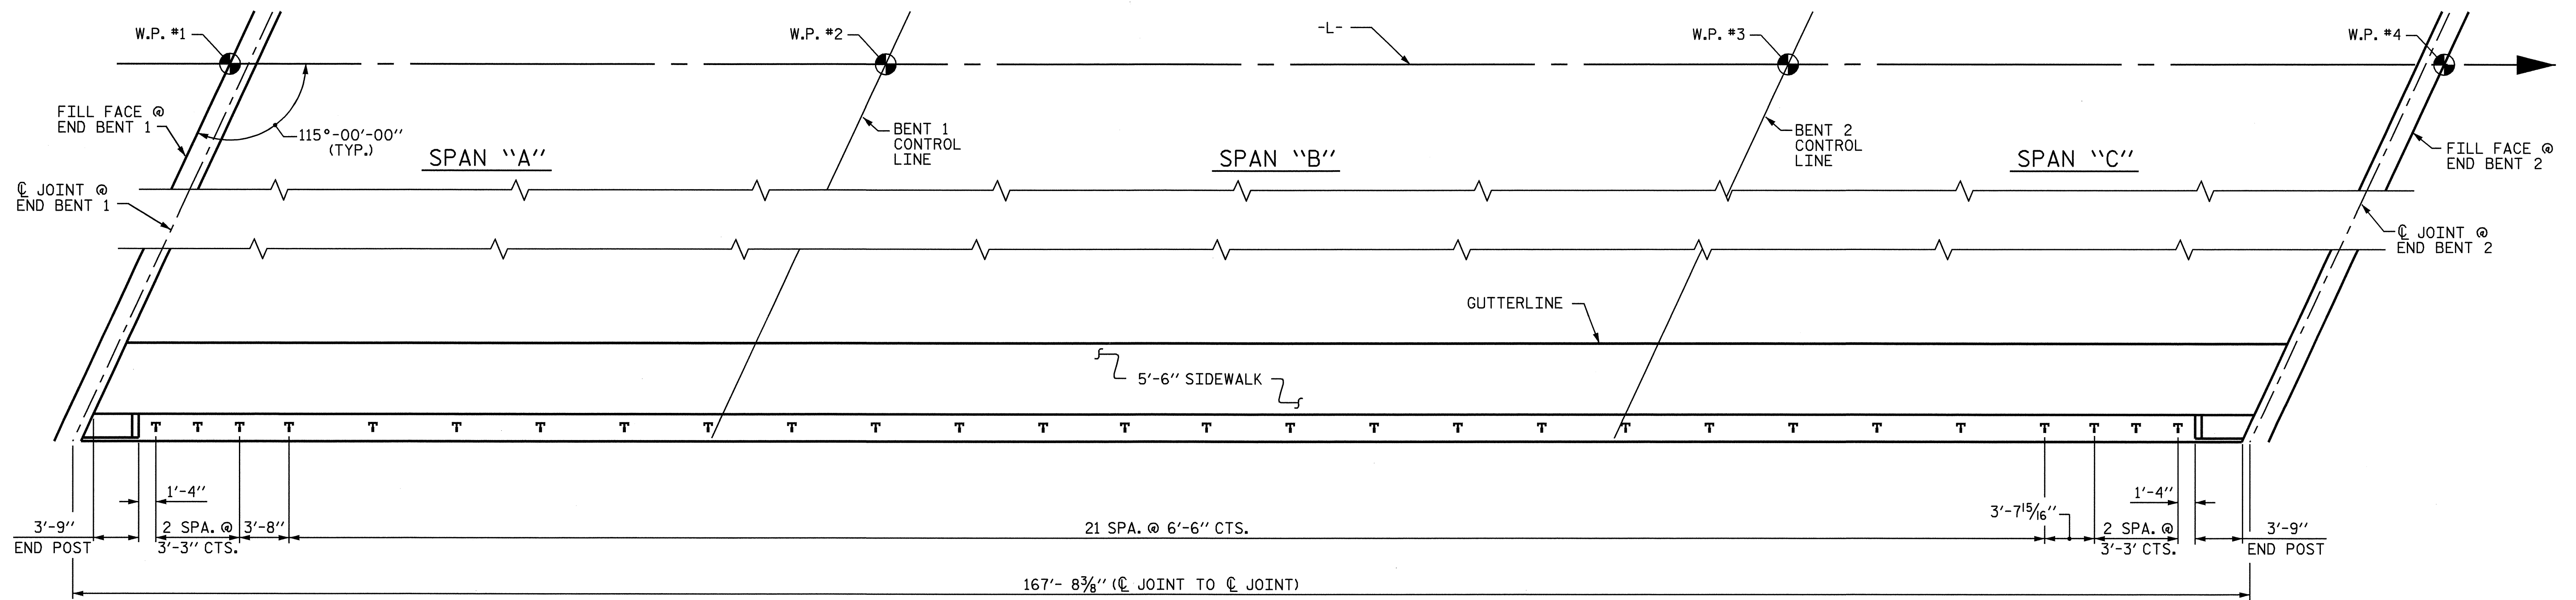 W.P. #1
W.P. #2
-L-
W.P. #3
W.P. #4
FILL FACE @
END BENT 1
115°-00'-00"
(TYP.)
BENT 1
CONTROL
LINE
BENT 2
CONTROL
LINE
SPAN "A"
SPAN "B"
SPAN "C"
FILL FACE @
END BENT 2
℄ JOINT @
END BENT 1
℄ JOINT @
END BENT 2
GUTTERLINE
5'-6" SIDEWALK
1'-4"
1'-4"
3'-9"
END POST
2 SPA. @
3'-3" CTS.
3'-8"
21 SPA. @ 6'-6" CTS.
3'-7 15/16"
2 SPA. @
3'-3' CTS.
3'-9"
END POST
167'- 8 3/8" (℄ JOINT TO ℄ JOINT)